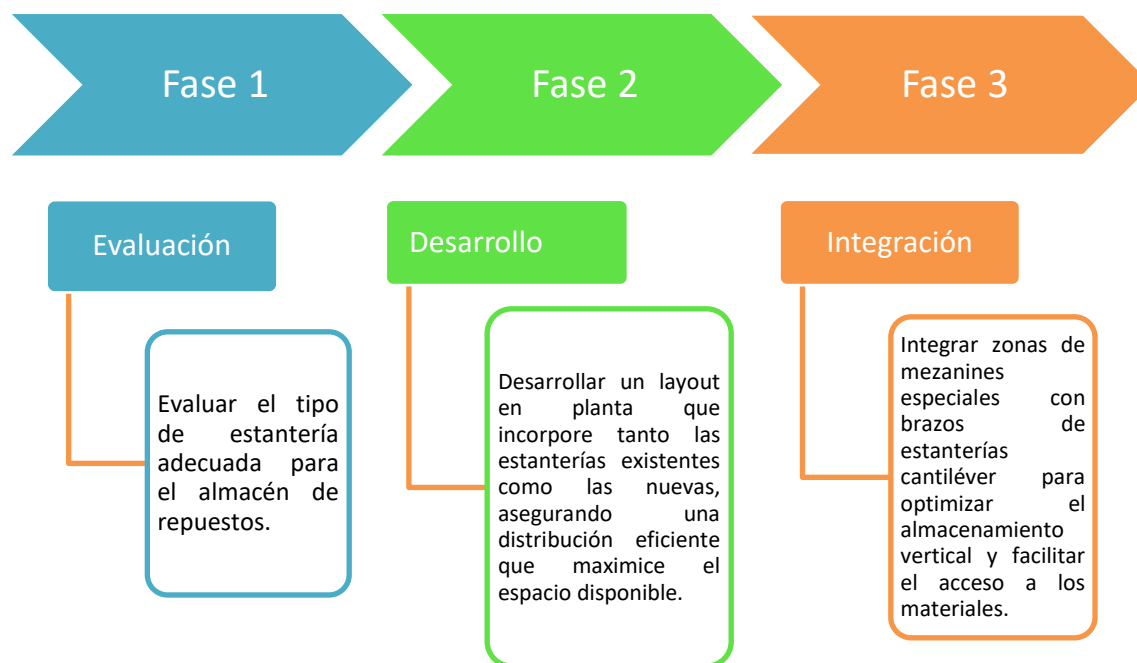 Fase 1
Fase 2
Fase 3
Evaluación
Desarrollo
Integración
Evaluar el tipo
de estantería
adecuada para
el almacén de
repuestos.
Desarrollar un layout
en planta que
incorpore tanto las
estanterías existentes
como las nuevas,
asegurando una
distribución eficiente
que maximice el
espacio disponible.
Integrar zonas de
mezanines
especiales con
brazos de
estanterías
cantiléver para
optimizar el
almacenamiento
vertical y facilitar
el acceso a los
materiales.